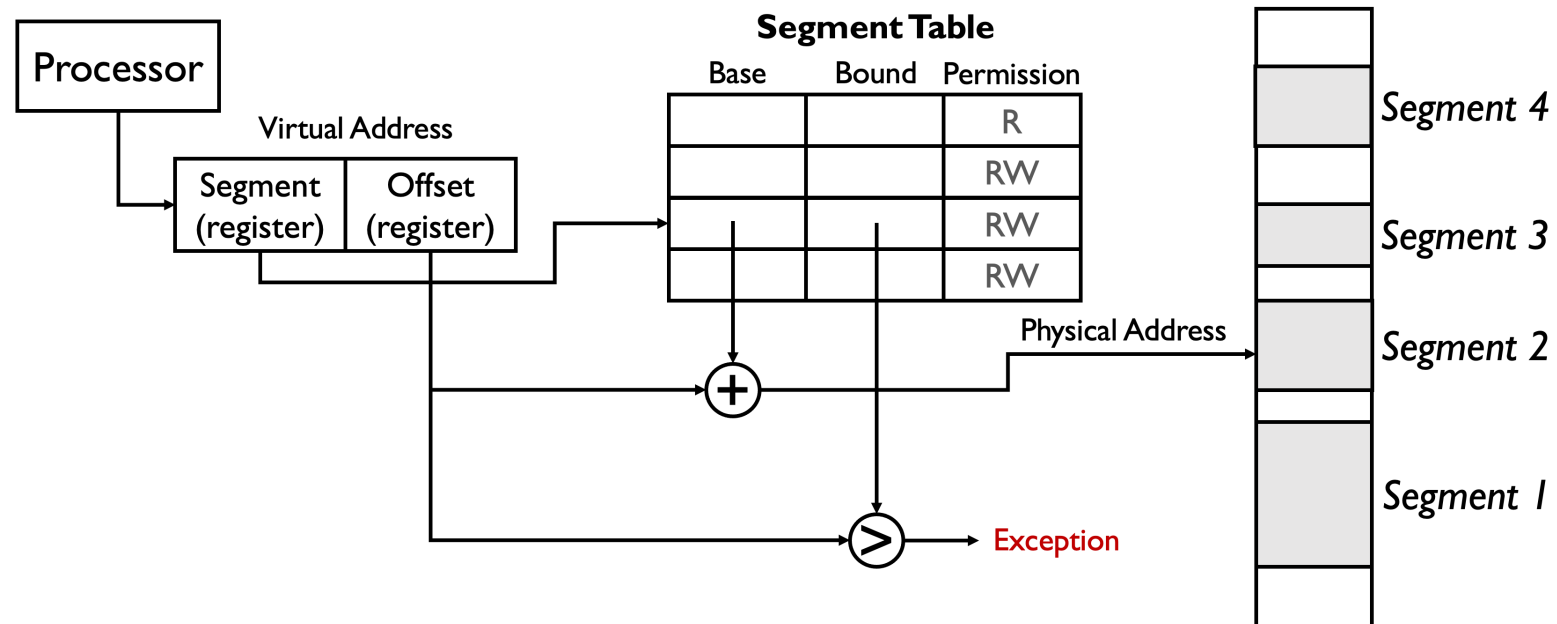 Processor
Segment Table
Base Bound Permission
Virtual Address
Segment (register)
Offset (register)
R
RW
RW
RW
+
Physical Address
>
Exception
Segment 4
Segment 3
Segment 2
Segment 1